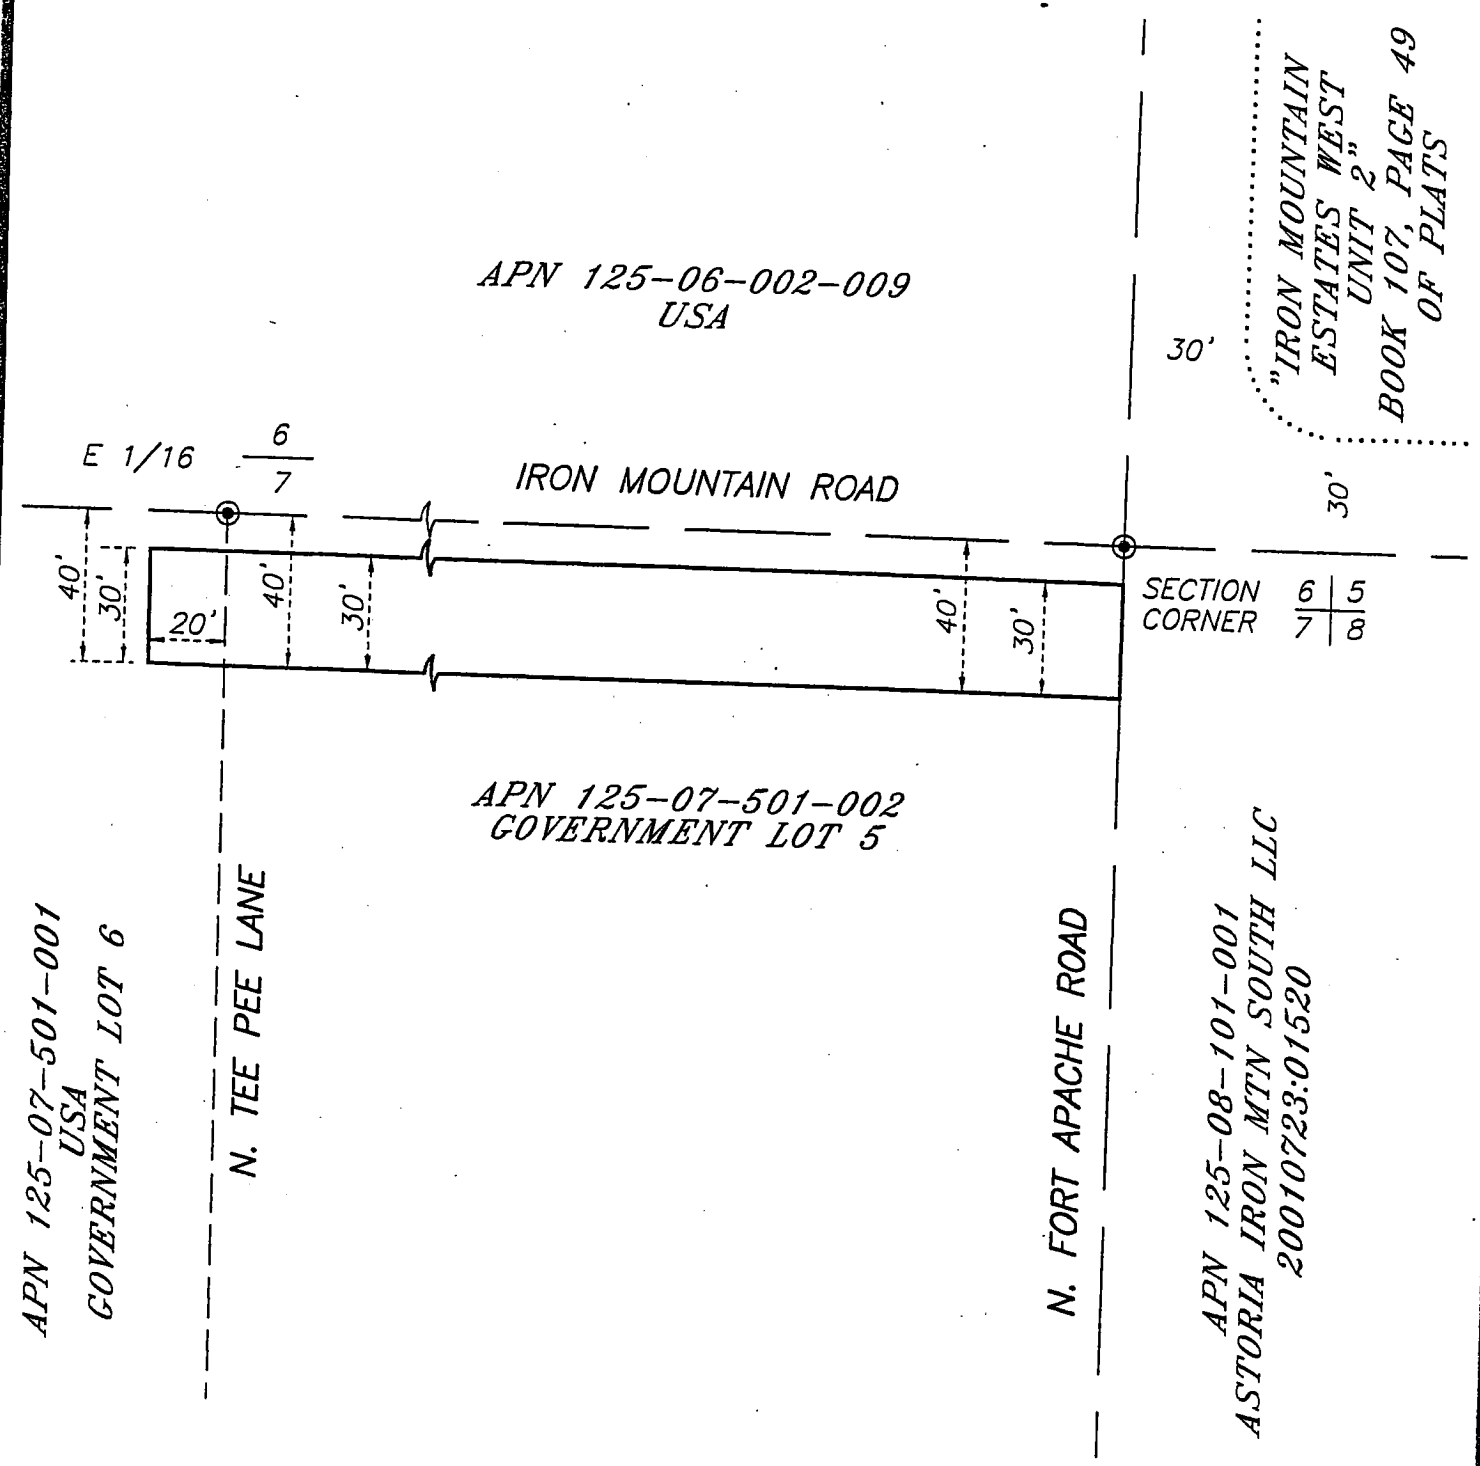 "IRON MOUNTAIN
ESTATES WEST
UNIT 2"
BOOK 107, PAGE 49
OF PLATS
APN 125-06-002-009
USA
30'
E 1/16
6
7
IRON MOUNTAIN ROAD
30'
40'
30'
20'
40'
30'
40'
30'
SECTION
CORNER
6 5
7 8
APN 125-07-501-002
GOVERNMENT LOT 5
APN 125-07-501-001
USA
GOVERNMENT LOT 6
N. TEE PEE LANE
N. FORT APACHE ROAD
APN 125-08-101-001
ASTORIA IRON MTN SOUTH LLC
20010723:01520